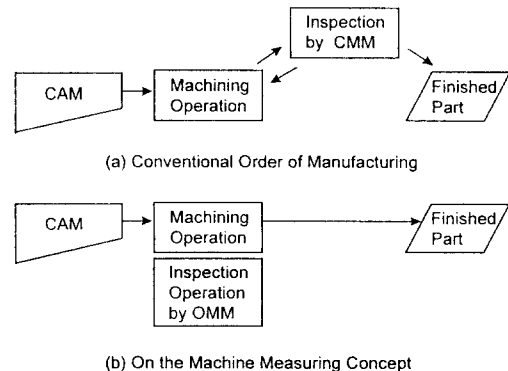 Inspection
by CMM
CAM
Machining
Operation
Finished
Part
(a) Conventional Order of Manufacturing
CAM
Machining
Operation
Finished
Part
Inspection
Operation
by OMM
(b) On the Machine Measuring Concept